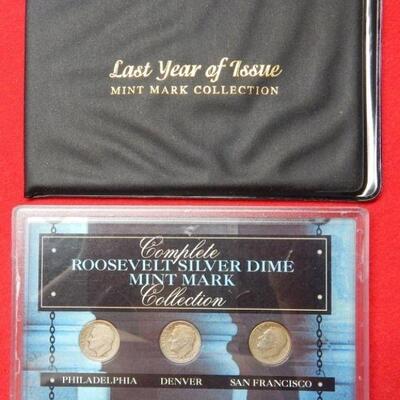 Last Year of Issue
MINT MARK COLLECTION
Complete
ROOSEVELT SILVER DIME
MINT MARK
Collection
PHILADELPHIA DENVER SAN FRANCISCO